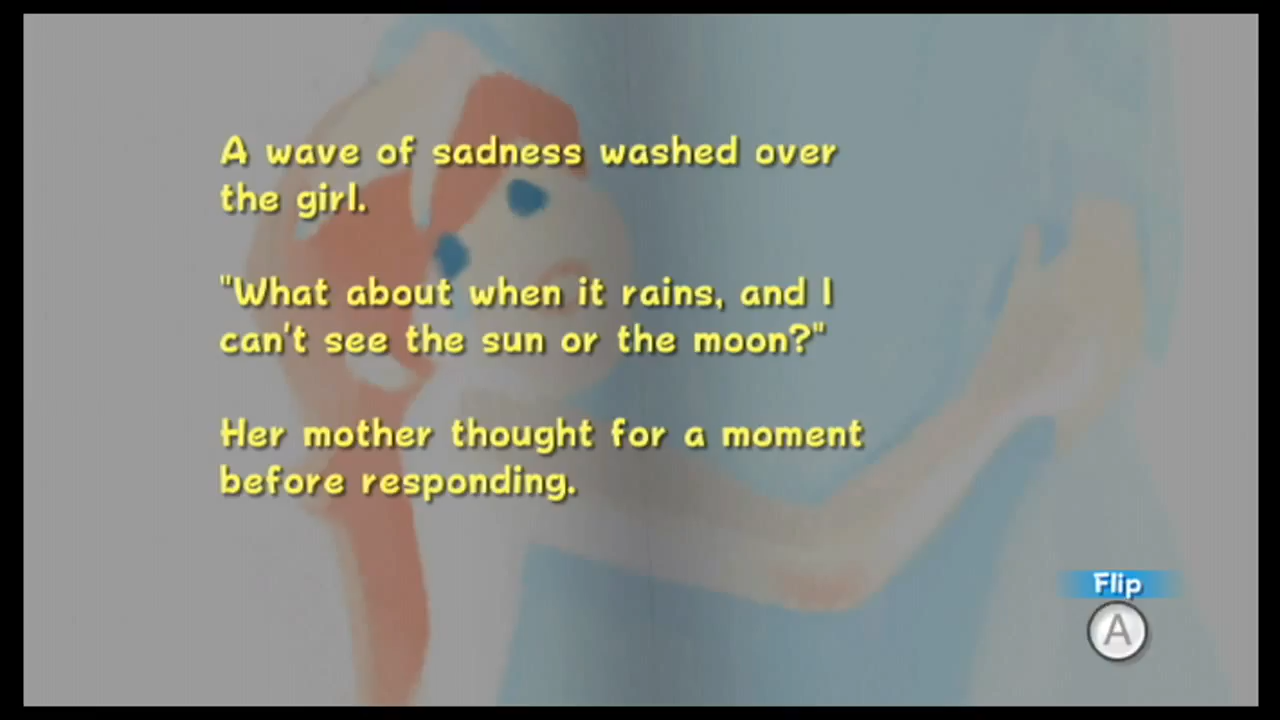 A wave of sadness washed over
the girl.
"What about when it rains, and I
can't see the sun or the moon?"
Her mother thought for a moment
before responding.
Flip
A